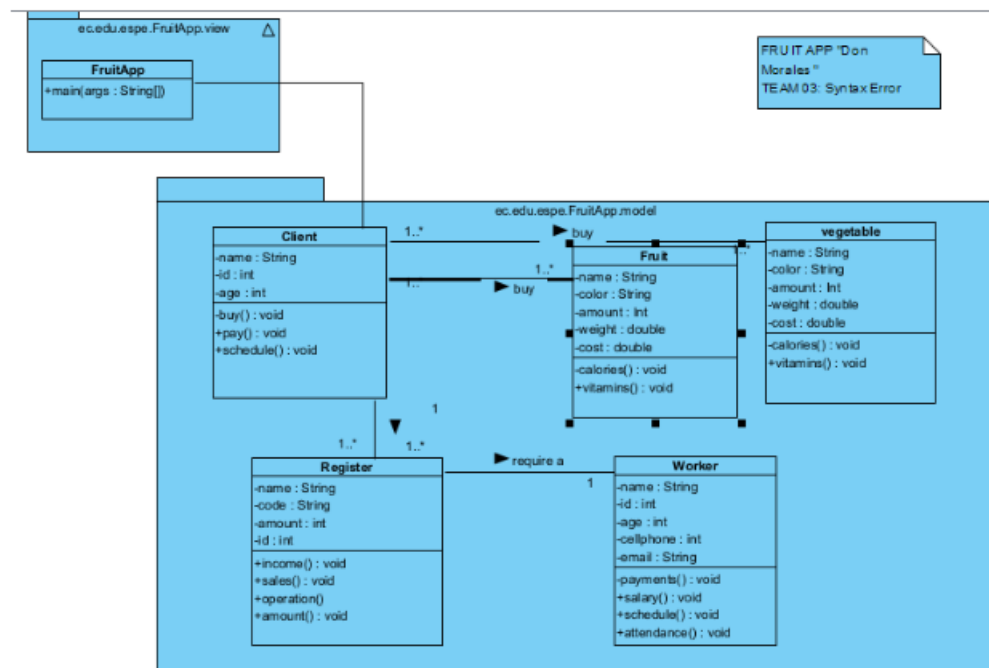 ec.edu.espe.FruitApp.view
FruitApp
+main(args : String[])
FRUIT APP "Don
Morales "
TEAM 03: Syntax Error
ec.edu.espe.FruitApp.model
Client
-name : String
-id : int
-age : int
-buy() : void
+pay() : void
+schedule() : void
1..*
buy
1..*
1..*
buy
Fruit
-name : String
-color : String
-amount : Int
-weight : double
-cost : double
-calories() : void
+vitamins() : void
vegetable
-name : String
-color : String
-amount : Int
-weight : double
-cost : double
-calories() : void
+vitamins() : void
1
1..*
1..*
Register
-name : String
-code : String
-amount : int
-id : int
+income() : void
+sales() : void
+operation()
+amount() : void
require a
1
Worker
-name : String
-id : int
-age : int
-cellphone : int
-email : String
-payments() : void
+salary() : void
+schedule() : void
+attendance() : void